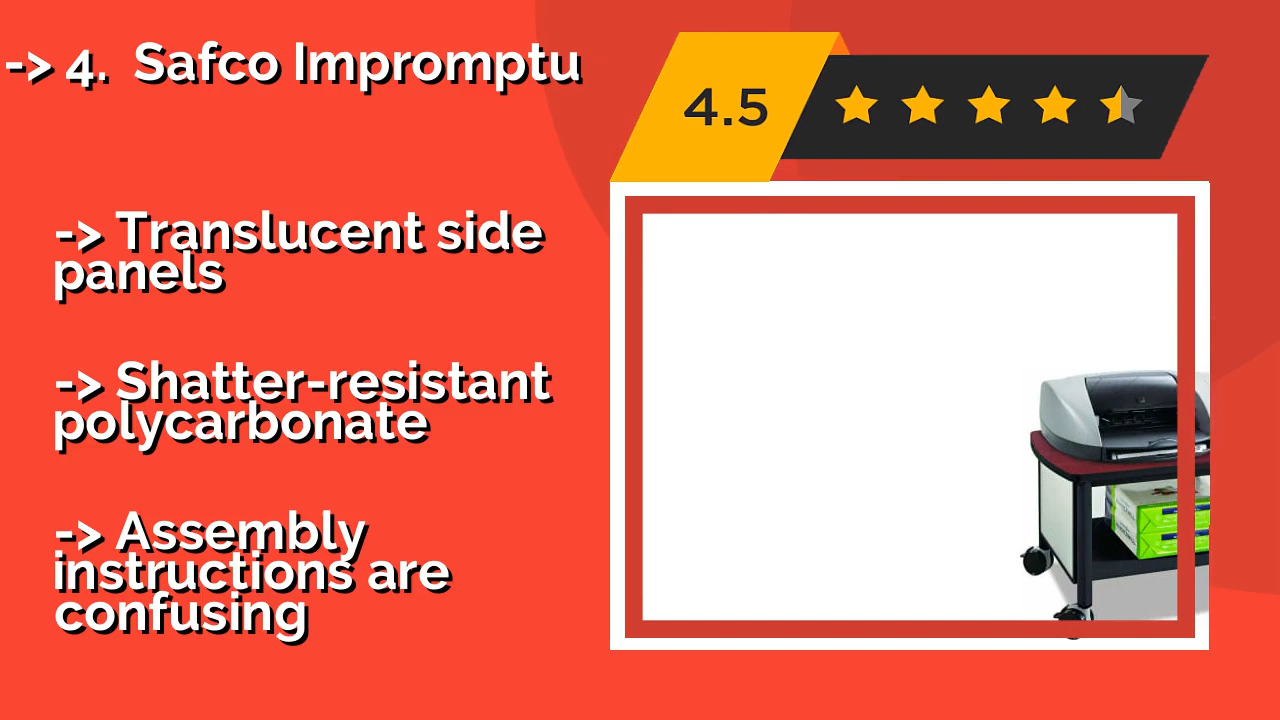 -> 4.  Safco Impromptu
4.5
-> Translucent side
panels
-> Shatter-resistant
polycarbonate
-> Assembly
instructions are
confusing